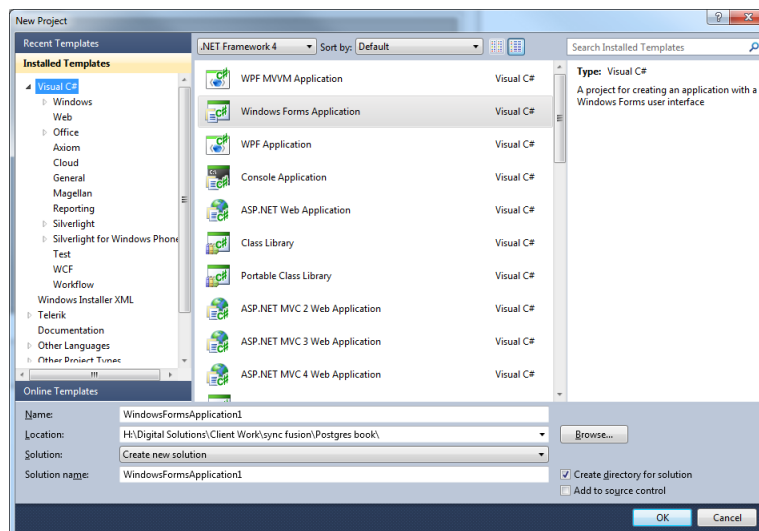 New Project
Recent Templates
Installed Templates
Visual C#
Windows
Web
Office
Axiom
Cloud
General
Magellan
Reporting
Silverlight
Silverlight for Windows Phone
Test
WCF
Workflow
Windows Installer XML
Telerik
Documentation
Other Languages
Other Project Types
Online Templates
.NET Framework 4 Sort by: Default
WPF MVVM Application Visual C#
Windows Forms Application Visual C#
WPF Application Visual C#
Console Application Visual C#
ASP.NET Web Application Visual C#
Class Library Visual C#
Portable Class Library Visual C#
ASP.NET MVC 2 Web Application Visual C#
ASP.NET MVC 3 Web Application Visual C#
ASP.NET MVC 4 Web Application Visual C#
Search Installed Templates
Type: Visual C#
A project for creating an application with a
Windows Forms user interface
Name: WindowsFormsApplication1
Location: H:\Digital Solutions\Client Work\sync fusion\Postgres book\ Browse...
Solution: Create new solution
Solution name: WindowsFormsApplication1
Create directory for solution
Add to source control
OK Cancel